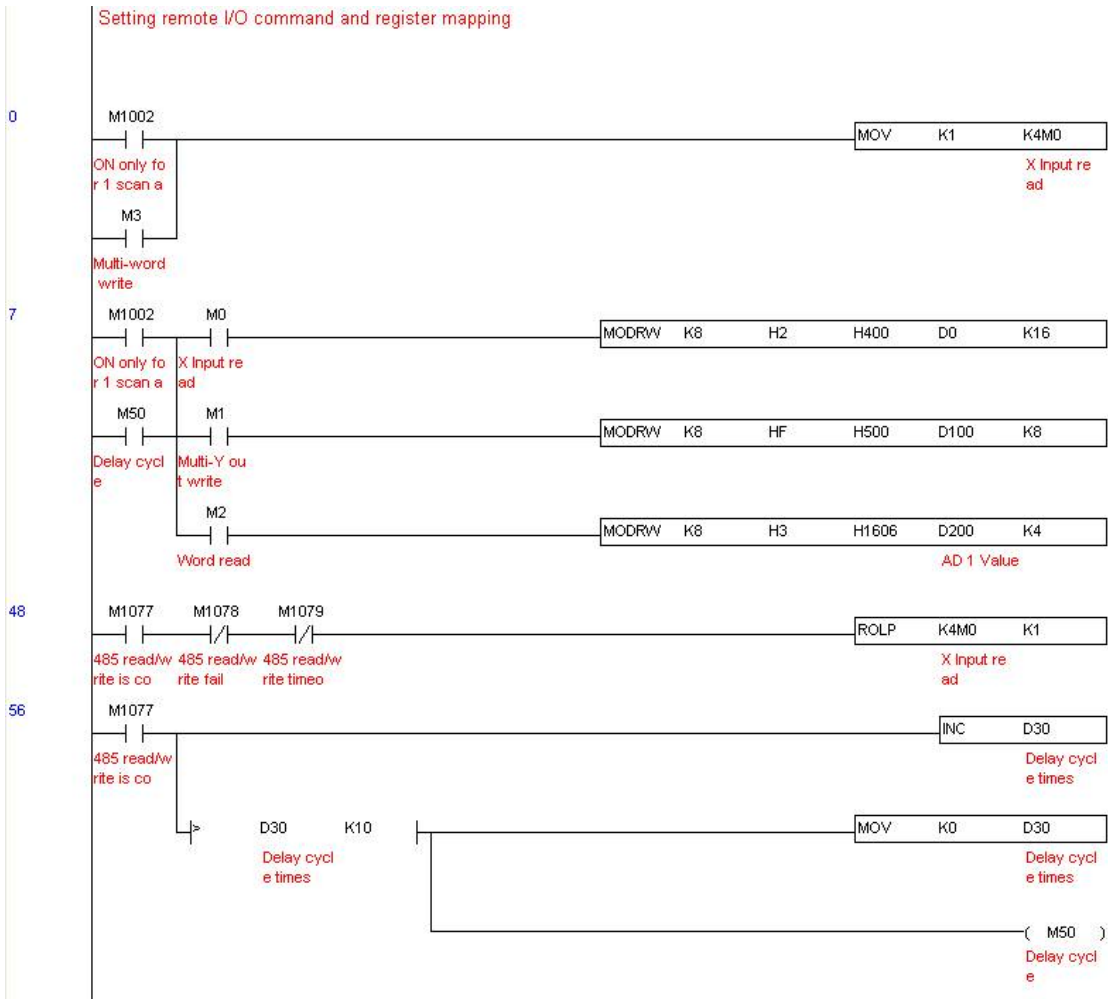 Setting remote I/O command and register mapping
0
M1002
MOV K1 K4M0
ON only fo
r 1 scan a
X Input re
ad
M3
Multi-word
write
7
M1002 M0
MODRW K8 H2 H400 D0 K16
ON only fo X Input re
r 1 scan a ad
M50 M1
MODRW K8 HF H500 D100 K8
Delay cycl Multi-Y ou
e t write
M2
MODRW K8 H3 H1606 D200 K4
Word read AD 1 Value
48
M1077 M1078 M1079
ROLP K4M0 K1
485 read/w 485 read/w 485 read/w X Input re
rite is co rite fail rite timeo ad
56
M1077
INC D30
485 read/w Delay cycl
rite is co e times
> D30 K10 MOV K0 D30
Delay cycl Delay cycl
e times e times
( M50 )
Delay cycl
e